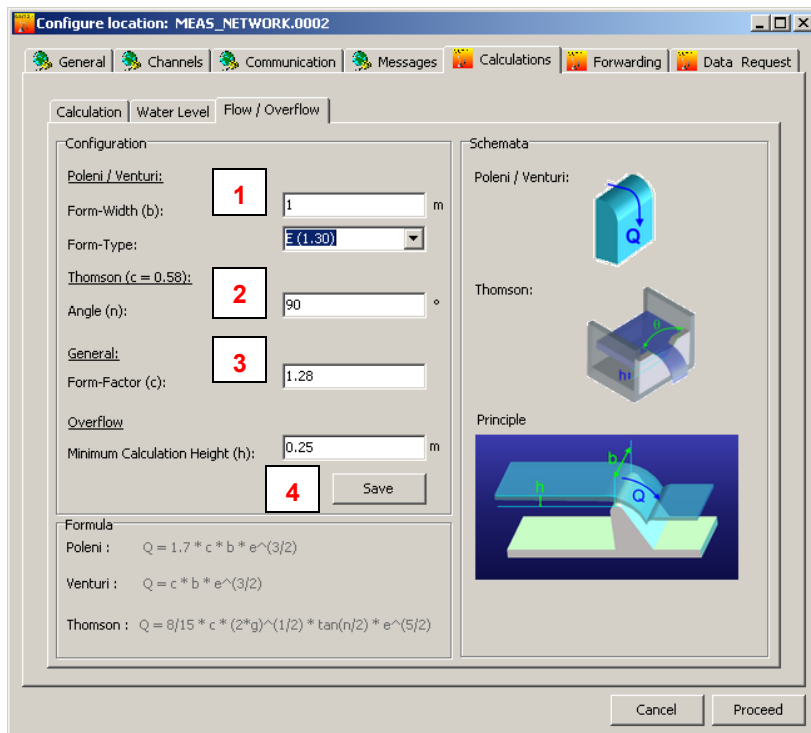 Configure location: MEAS_NETWORK.0002
General Channels Communication Messages Calculations Forwarding Data Request
Calculation Water Level Flow / Overflow
Configuration
Poleni / Venturi:
1
Form-Width (b): 1 m
Form-Type: E (1.30)
Thomson (c = 0.58):
2
Angle (n): 90 °
General:
3
Form-Factor (c): 1.28
Overflow
Minimum Calculation Height (h): 0.25 m
4
Save
Formula
Poleni : Q = 1.7 * c * b * e^(3/2)
Venturi : Q = c * b * e^(3/2)
Thomson : Q = 8/15 * c * (2*g)^(1/2) * tan(n/2) * e^(5/2)
Schemata
Poleni / Venturi:
Q
Thomson:
θ
h
Principle
b
h
Q
Cancel Proceed